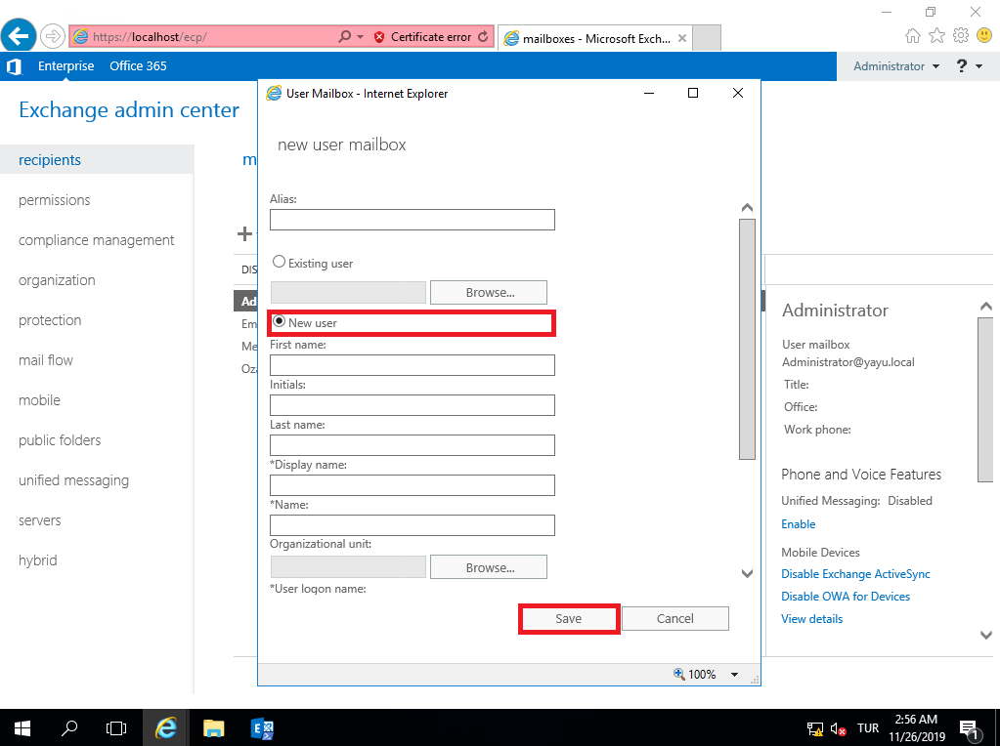 https://localhost/ecp/
Certificate error
mailboxes - Microsoft Exch...
Enterprise
Office 365
Administrator
?
Exchange admin center
recipients
permissions
compliance management
organization
protection
mail flow
mobile
public folders
unified messaging
servers
hybrid
m
DIS
Ad
Em
Me
Oza
User Mailbox - Internet Explorer
new user mailbox
Alias:
Existing user
Browse...
New user
First name:
Initials:
Last name:
*Display name:
*Name:
Organizational unit:
Browse...
*User logon name:
Save
Cancel
100%
Administrator
User mailbox
Administrator@yayu.local
Title:
Office:
Work phone:
Phone and Voice Features
Unified Messaging: Disabled
Enable
Mobile Devices
Disable Exchange ActiveSync
Disable OWA for Devices
View details
TUR
2:56 AM
11/26/2019
1